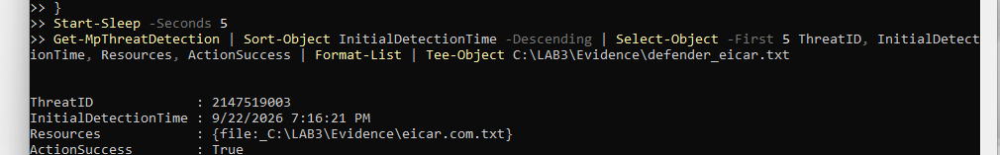 >> }
>> Start-Sleep -Seconds 5
>> Get-MpThreatDetection | Sort-Object InitialDetectionTime -Descending | Select-Object -First 5 ThreatID, InitialDetect
ionTime, Resources, ActionSuccess | Format-List | Tee-Object C:\LAB3\Evidence\defender_eicar.txt
ThreatID : 2147519003
InitialDetectionTime : 9/22/2026 7:16:21 PM
Resources : {file:_C:\LAB3\Evidence\eicar.com.txt}
ActionSuccess : True